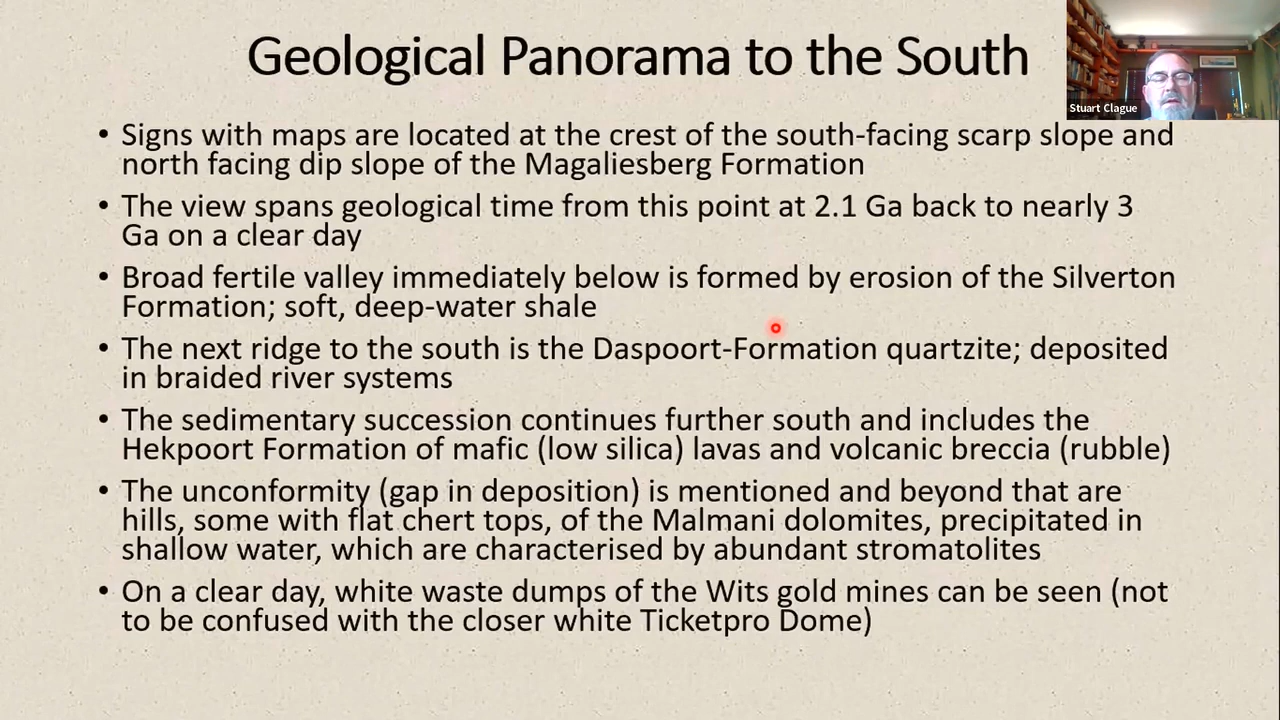 Geological Panorama to the South
Stuart Clague
• Signs with maps are located at the crest of the south-facing scarp slope and
north facing dip slope of the Magaliesberg Formation
• The view spans geological time from this point at 2.1 Ga back to nearly 3
Ga on a clear day
• Broad fertile valley immediately below is formed by erosion of the Silverton
Formation; soft, deep-water shale
• The next ridge to the south is the Daspoort-Formation quartzite; deposited
in braided river systems
• The sedimentary succession continues further south and includes the
Hekpoort Formation of mafic (low silica) lavas and volcanic breccia (rubble)
• The unconformity (gap in deposition) is mentioned and beyond that are
hills, some with flat chert tops, of the Malmani dolomites, precipitated in
shallow water, which are characterised by abundant stromatolites
• On a clear day, white waste dumps of the Wits gold mines can be seen (not
to be confused with the closer white Ticketpro Dome)